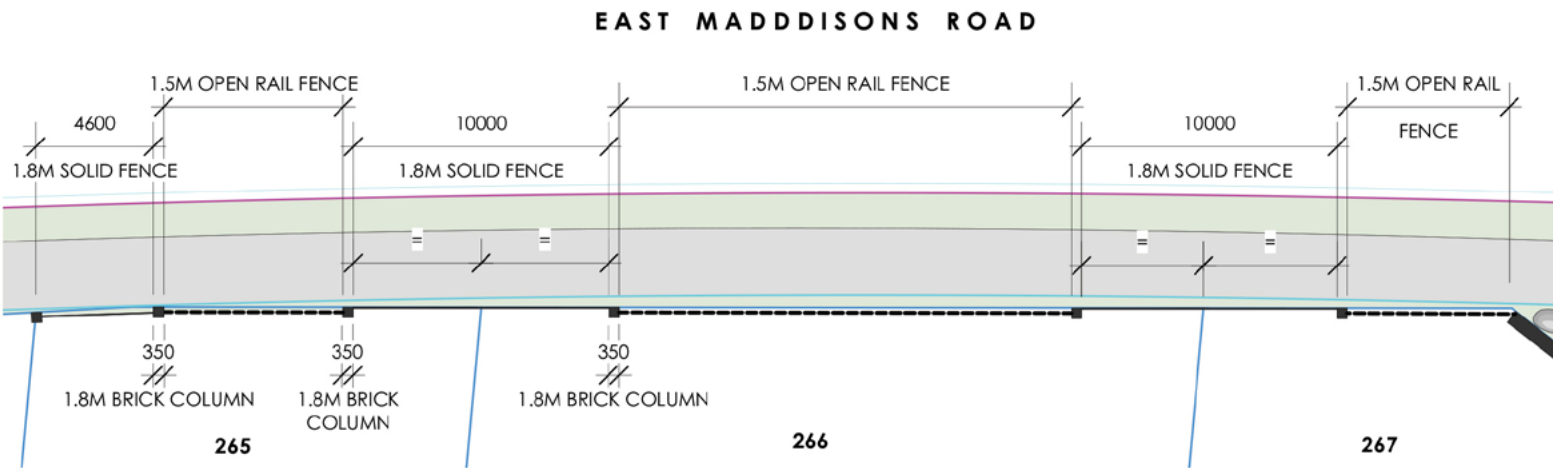 EAST MADDDISONS ROAD
1.5M OPEN RAIL FENCE
1.5M OPEN RAIL FENCE
1.5M OPEN RAIL
FENCE
4600
10000
10000
1.8M SOLID FENCE
1.8M SOLID FENCE
1.8M SOLID FENCE
=
=
=
=
350
350
350
1.8M BRICK COLUMN
1.8M BRICK
COLUMN
1.8M BRICK COLUMN
265
266
267